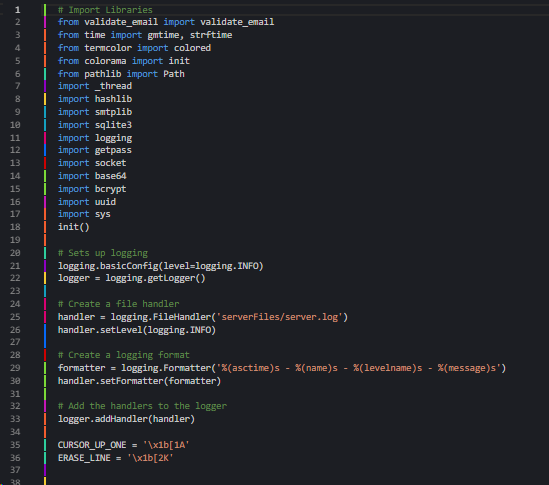 1 # Import Libraries
2 from validate_email import validate_email
3 from time import gmtime, strftime
4 from termcolor import colored
5 from colorama import init
6 from pathlib import Path
7 import _thread
8 import hashlib
9 import smtplib
10 import sqlite3
11 import logging
12 import getpass
13 import socket
14 import base64
15 import bcrypt
16 import uuid
17 import sys
18 init()
19
20 # Sets up logging
21 logging.basicConfig(level=logging.INFO)
22 logger = logging.getLogger()
23
24 # Create a file handler
25 handler = logging.FileHandler('serverFiles/server.log')
26 handler.setLevel(logging.INFO)
27
28 # Create a logging format
29 formatter = logging.Formatter('%(asctime)s - %(name)s - %(levelname)s - %(message)s')
30 handler.setFormatter(formatter)
31
32 # Add the handlers to the logger
33 logger.addHandler(handler)
34
35 CURSOR_UP_ONE = '\x1b[1A'
36 ERASE_LINE = '\x1b[2K'
37
38